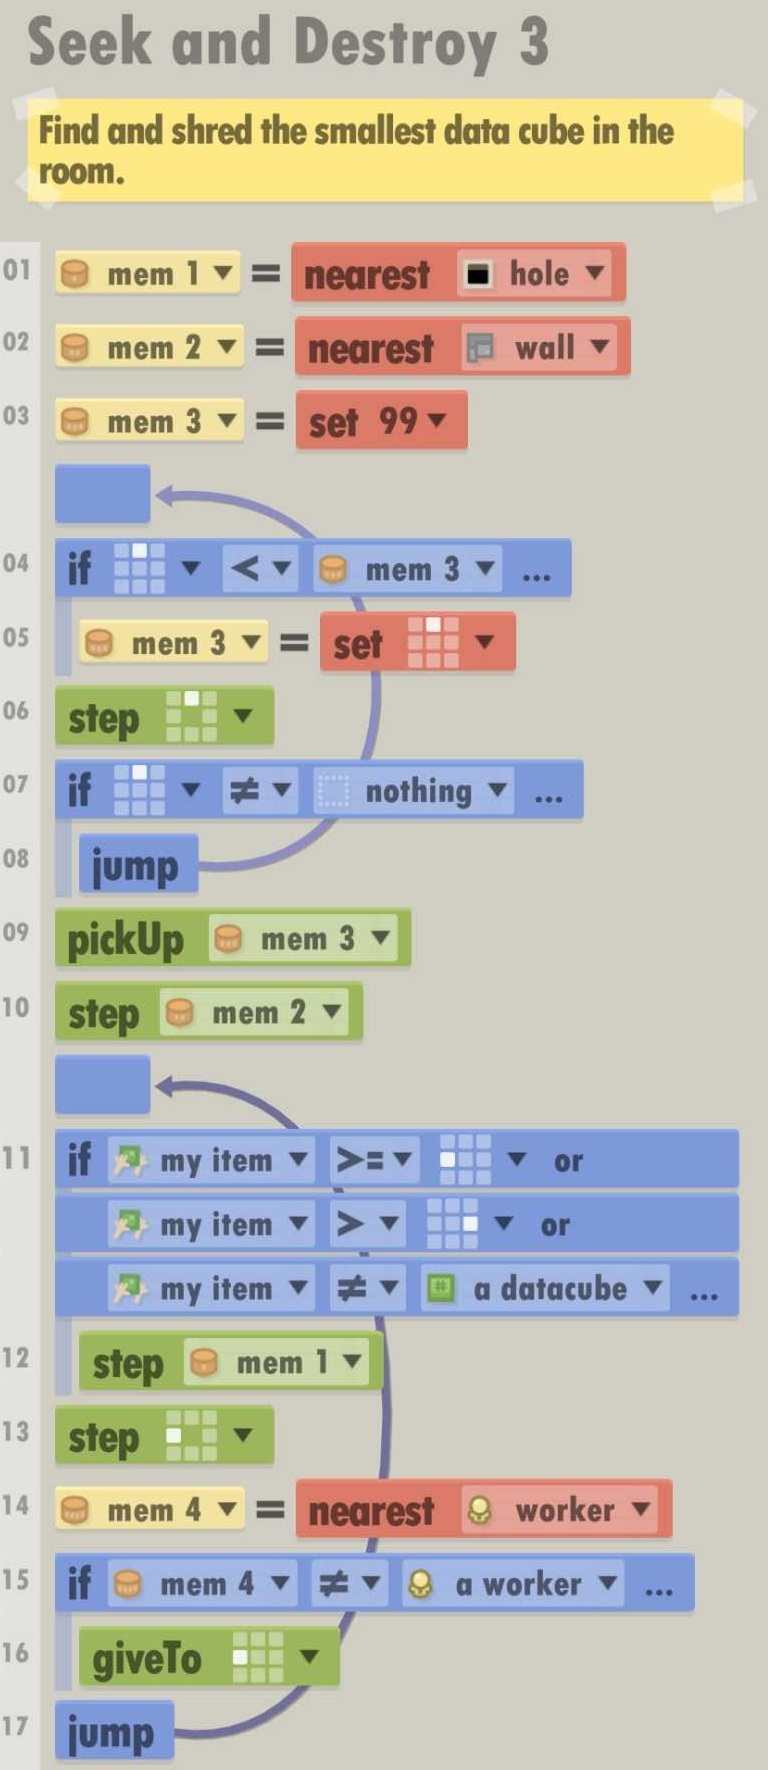 Seek and Destroy 3
Find and shred the smallest data cube in the
room.
01 mem 1 = nearest hole
02 mem 2 = nearest wall
03 mem 3 = set 99
04 if < mem 3 ...
05 mem 3 = set
06 step
07 if ≠ nothing ...
08 jump
09 pickUp mem 3
10 step mem 2
11 if my item >= or
my item > or
my item ≠ # a datacube ...
12 step mem 1
13 step
14 mem 4 = nearest worker
15 if mem 4 ≠ a worker ...
16 giveTo
17 jump